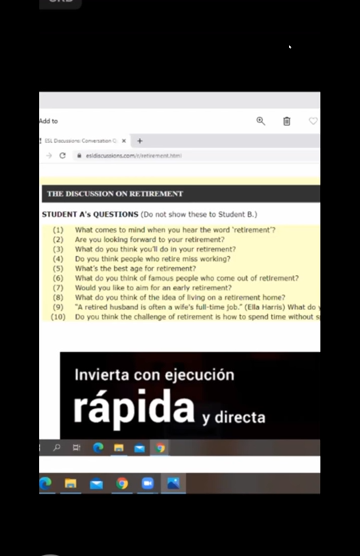 Add to
ESL Discussions: Conversation Q
esldiscussions.com/r/retirement.html
THE DISCUSSION ON RETIREMENT
STUDENT A's QUESTIONS (Do not show these to Student B.)
(1) What comes to mind when you hear the word 'retirement'?
(2) Are you looking forward to your retirement?
(3) What do you think you'll do in your retirement?
(4) Do you think people who retire miss working?
(5) What's the best age for retirement?
(6) What do you think of famous people who come out of retirement?
(7) Would you like to aim for an early retirement?
(8) What do you think of the idea of living on a retirement home?
(9) "A retired husband is often a wife's full-time job." (Ella Harris) What do
(10) Do you think the challenge of retirement is how to spend time without
Invierta con ejecución
rápida y directa